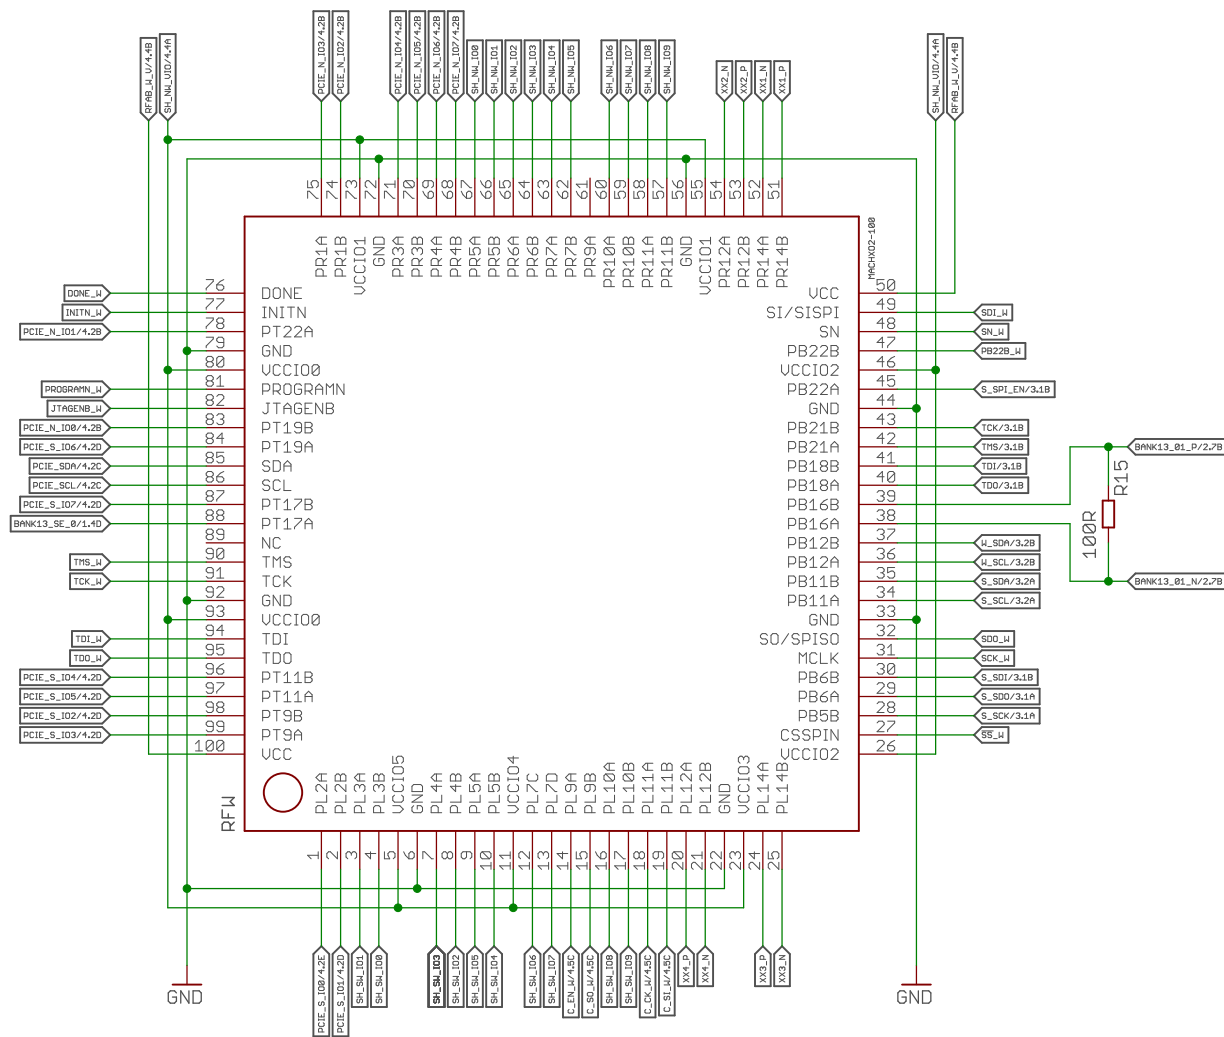 RFAB_W_V/4.4B
SH_NW_VIO/4.4A
PCIE_N_IO3/4.2B
PCIE_N_IO2/4.2B
PCIE_N_IO4/4.2B
PCIE_N_IO5/4.2B
PCIE_N_IO6/4.2B
PCIE_N_IO7/4.2B
SH_NW_IO0
SH_NW_IO1
SH_NW_IO2
SH_NW_IO3
SH_NW_IO4
SH_NW_IO5
SH_NW_IO6
SH_NW_IO7
SH_NW_IO8
SH_NW_IO9
XX2_N
XX2_P
XX1_N
XX1_P
SH_NW_VIO/4.4A
RFAB_W_V/4.4B
75 PR1A
74 PR1B
73 VCCIO1
72 GND
71 PR3A
70 PR3B
69 PR4A
68 PR4B
67 PR5A
66 PR5B
65 PR6A
64 PR6B
63 PR7A
62 PR7B
61 PR9A
60 PR10A
59 PR10B
58 PR11A
57 PR11B
56 GND
55 VCCIO1
54 PR12A
53 PR12B
52 PR14A
51 PR14B
MACHXO2-100
DONE_W 76 DONE
INITN_W 77 INITN
PCIE_N_IO1/4.2B 78 PT22A
79 GND
80 VCCIO0
PROGRAMN_W 81 PROGRAMN
JTAGENB_W 82 JTAGENB
PCIE_N_IO0/4.2B 83 PT19B
PCIE_S_IO6/4.2D 84 PT19A
PCIE_SDA/4.2C 85 SDA
PCIE_SCL/4.2C 86 SCL
PCIE_S_IO7/4.2D 87 PT17B
BANK13_SE_0/1.4D 88 PT17A
89 NC
TMS_W 90 TMS
TCK_W 91 TCK
92 GND
93 VCCIO0
TDI_W 94 TDI
TDO_W 95 TDO
PCIE_S_IO4/4.2D 96 PT11B
PCIE_S_IO5/4.2D 97 PT11A
PCIE_S_IO2/4.2D 98 PT9B
PCIE_S_IO3/4.2D 99 PT9A
100 VCC
VCC 50
SI/SISPI 49 SDI_W
SN 48 SN_W
PB22B 47 PB22B_W
VCCIO2 46
PB22A 45 S_SPI_EN/3.1B
GND 44
PB21B 43 TCK/3.1B
PB21A 42 TMS/3.1B
PB18B 41 TDI/3.1B
PB18A 40 TDO/3.1B
PB16B 39
PB16A 38
PB12B 37 W_SDA/3.2B
PB12A 36 W_SCL/3.2B
PB11B 35 S_SDA/3.2A
PB11A 34 S_SCL/3.2A
GND 33
SO/SPISO 32 SDO_W
MCLK 31 SCK_W
PB6B 30 S_SDI/3.1B
PB6A 29 S_SDO/3.1A
PB5B 28 S_SCK/3.1A
CSSPIN 27 SS_W
VCCIO2 26
BANK13_01_P/2.7B
R15
100R
BANK13_01_N/2.7B
RFW
PL2A 1
PL2B 2
PL3A 3
PL3B 4
VCCIO5 5
GND 6
PL4A 7
PL4B 8
PL5A 9
PL5B 10
VCCIO4 11
PL7C 12
PL7D 13
PL9A 14
PL9B 15
PL10A 16
PL10B 17
PL11A 18
PL11B 19
PL12A 20
PL12B 21
GND 22
VCCIO3 23
PL14A 24
PL14B 25
GND
PCIE_S_IO0/4.2E
PCIE_S_IO1/4.2D
SH_SW_IO1
SH_SW_IO0
SH_SW_IO3
SH_SW_IO2
SH_SW_IO5
SH_SW_IO4
SH_SW_IO6
SH_SW_IO7
C_EN_W/4.5C
C_SO_W/4.5C
SH_SW_IO8
SH_SW_IO9
C_CK_W/4.5C
C_SI_W/4.5C
XX4_P
XX4_N
XX3_P
XX3_N
GND